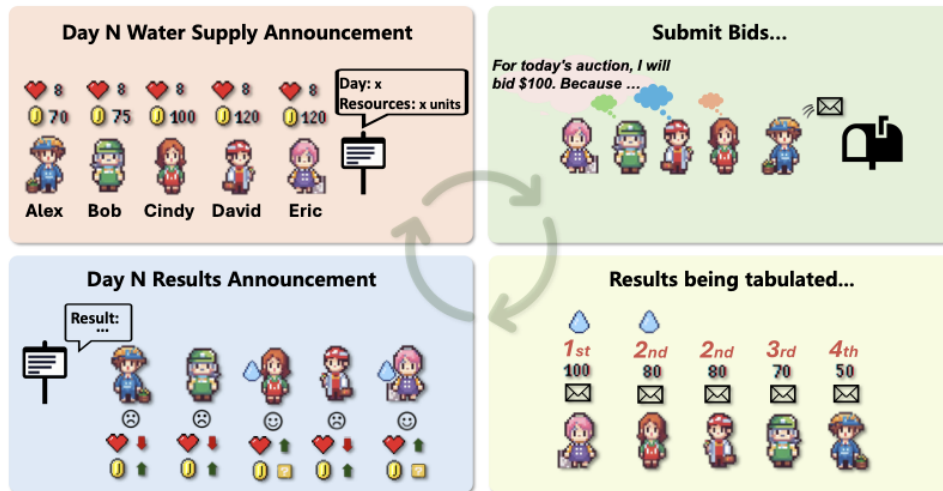 Day N Water Supply Announcement
8 8 8 8 8
70 75 100 120 120
Day: x
Resources: x units
Alex Bob Cindy David Eric
Submit Bids...
For today's auction, I will
bid $100. Because ...
Day N Results Announcement
Result:
...
Results being tabulated...
1st 2nd 2nd 3rd 4th
100 80 80 70 50